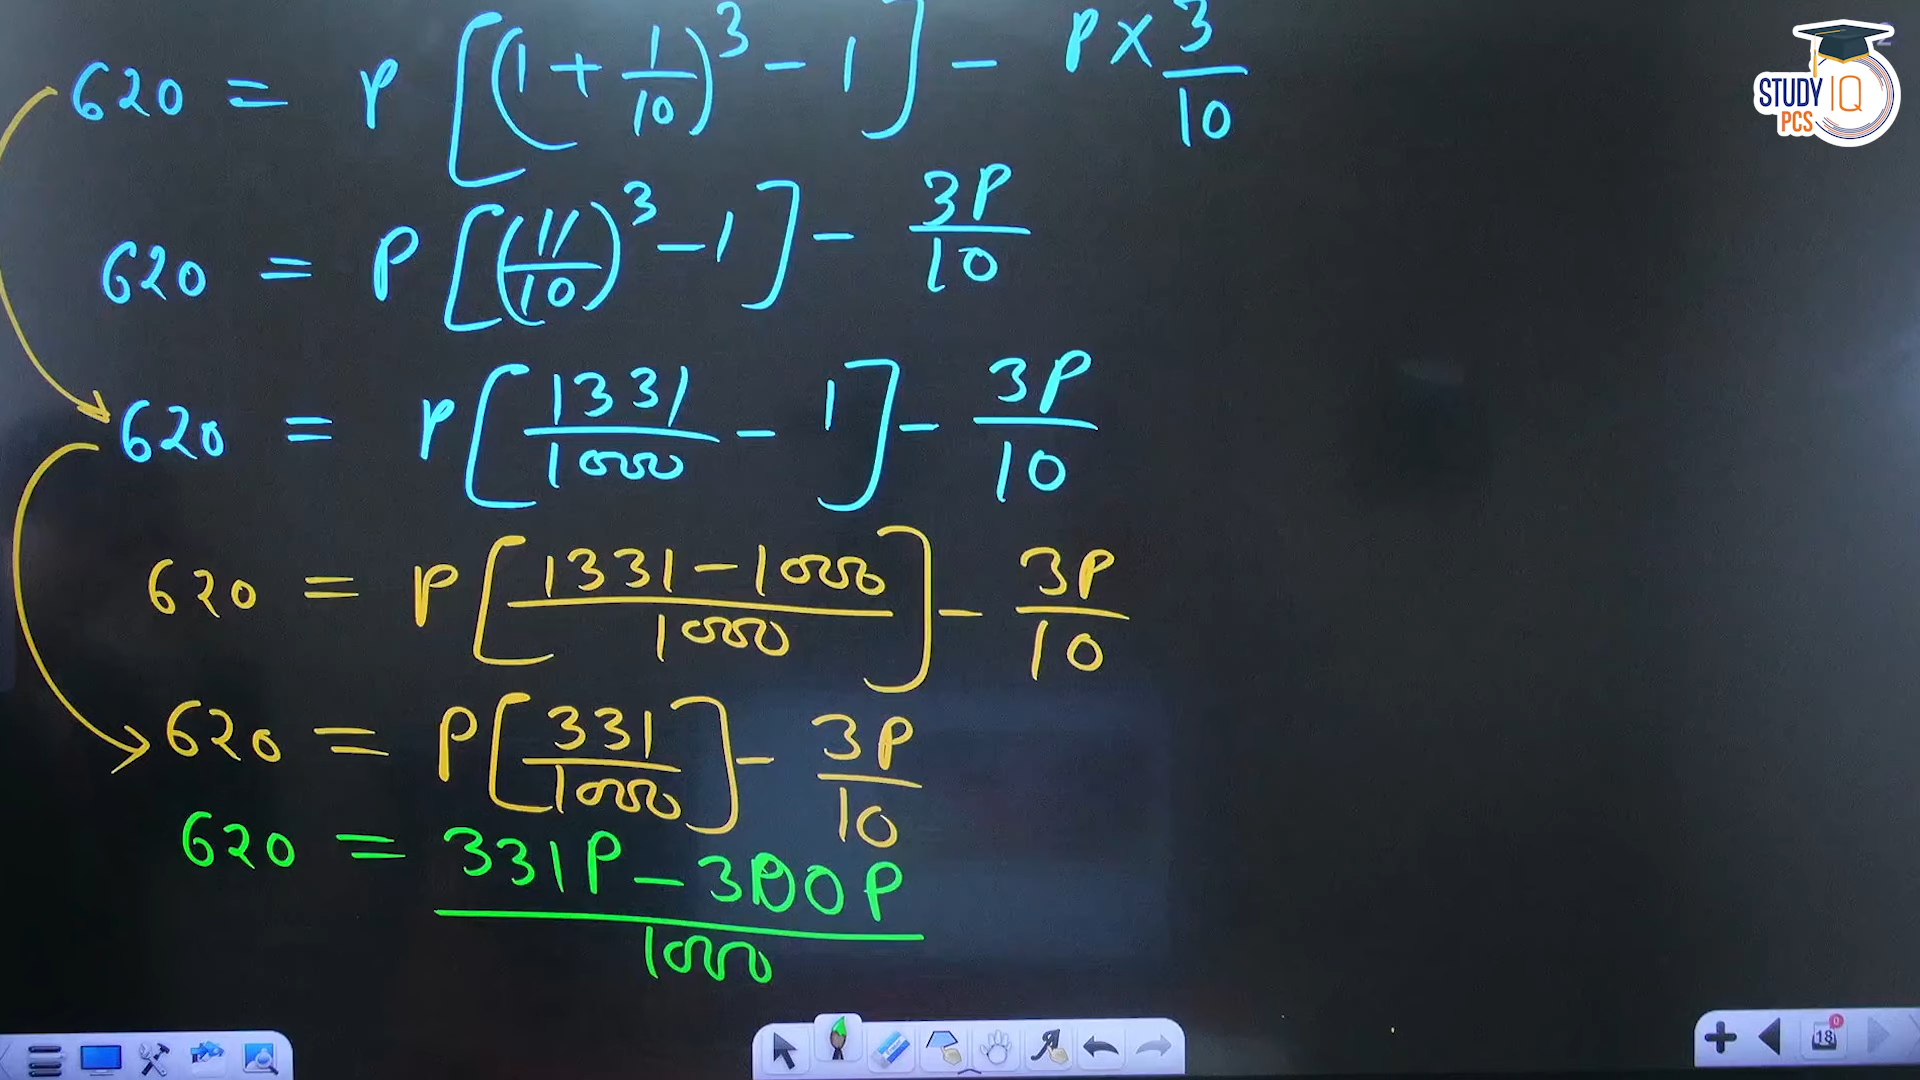 620 = P [(1 + 1/10)^3 - 1] - P × 3/10
620 = P [(11/10)^3 - 1] - 3P/10
620 = P [1331/1000 - 1] - 3P/10
620 = P [1331 - 1000/1000] - 3P/10
620 = P [331/1000] - 3P/10
620 = 331P - 300P/1000
STUDY IQ
PCS
18
0